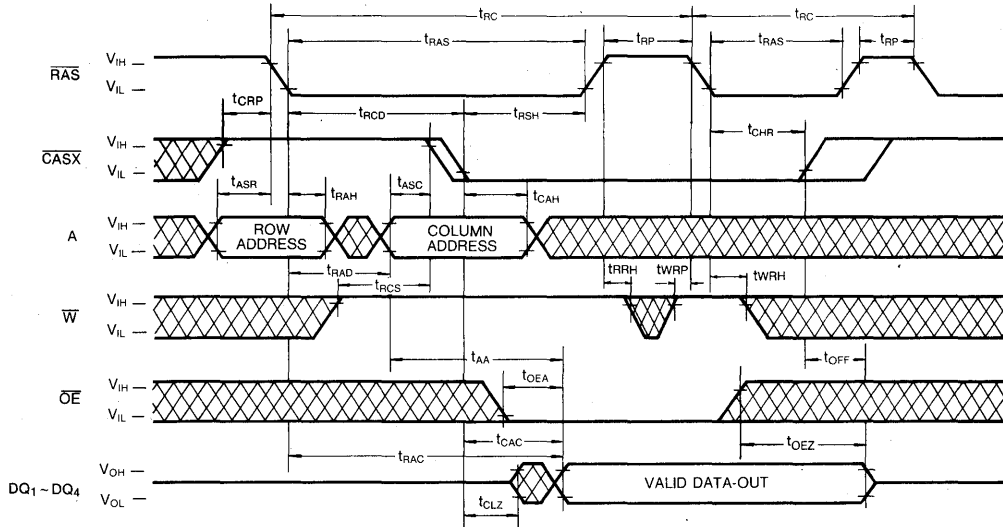 tRC tRC
tRAS tRP tRAS tRP
RAS VIH —
VIL —
tCRP tRCD tRSH tCHR
CASX VIH —
VIL —
tASR tRAH tASC tCAH
A VIH —
VIL —
ROW ADDRESS
COLUMN ADDRESS
tRAD tRCS tRRH tWRP tWRH
W VIH —
VIL —
tAA tOEA tOFF
OE VIH —
VIL —
tCAC tRAC tOEZ
DQ1 ~ DQ4 VOH —
VOL —
VALID DATA-OUT
tCLZ